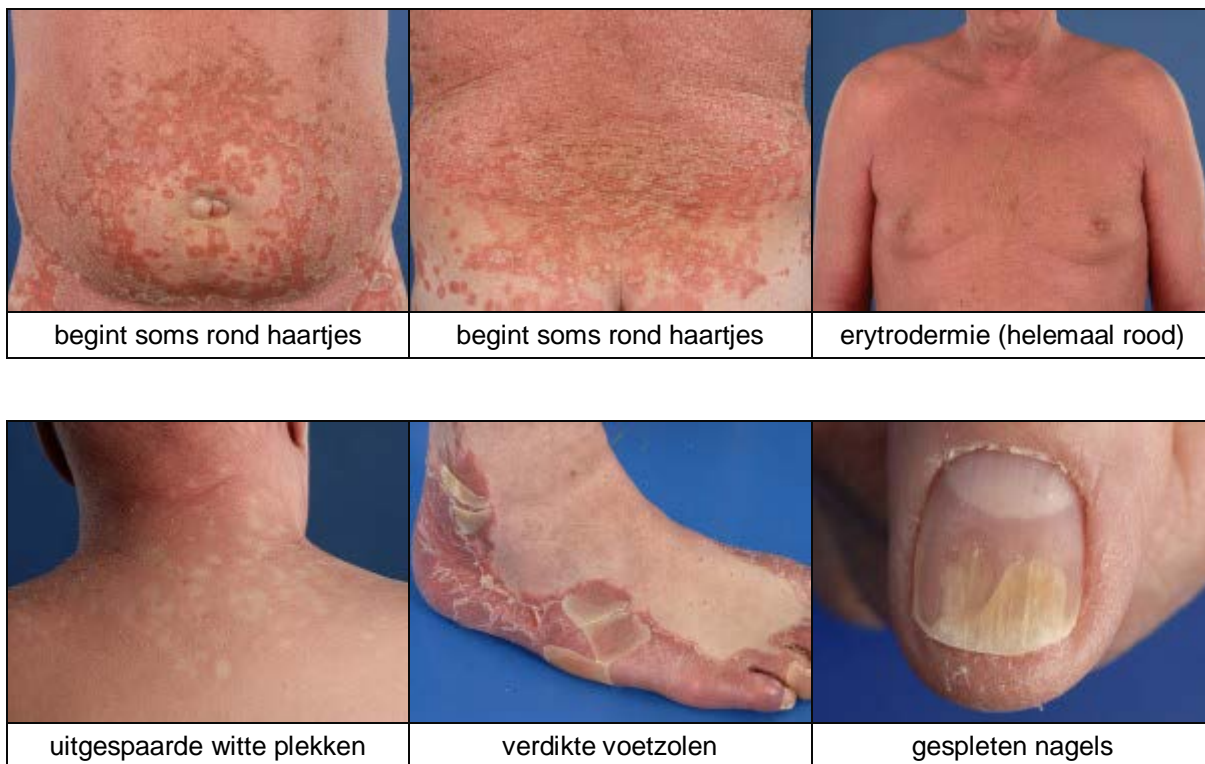 begint soms rond haartjes
begint soms rond haartjes
erytrodermie (helemaal rood)
uitgespaarde witte plekken
verdikte voetzolen
gespleten nagels